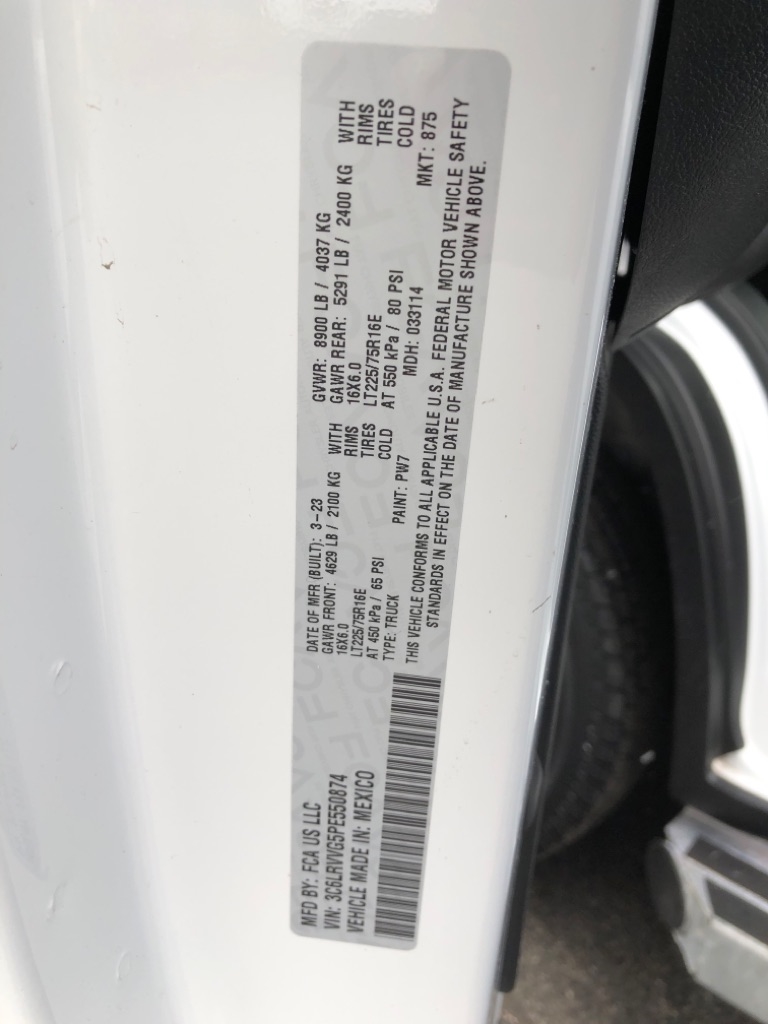 MFD BY: FCA US LLC
VIN: 3C6LRVVG5PE550874
VEHICLE MADE IN: MEXICO
DATE OF MFR (BUILT): 3-23
GAWR FRONT: 4629 LB / 2100 KG WITH
16X6.0 RIMS
LT225/75R16E TIRES
AT 450 kPa / 65 PSI COLD
GVWR: 8900 LB / 4037 KG
GAWR REAR: 5291 LB / 2400 KG WITH
16X6.0 RIMS
LT225/75R16E TIRES
AT 550 kPa / 80 PSI COLD
TYPE: TRUCK PAINT: PW7 MDH: 033114 MKT: 875
THIS VEHICLE CONFORMS TO ALL APPLICABLE U.S.A. FEDERAL MOTOR VEHICLE SAFETY
STANDARDS IN EFFECT ON THE DATE OF MANUFACTURE SHOWN ABOVE.